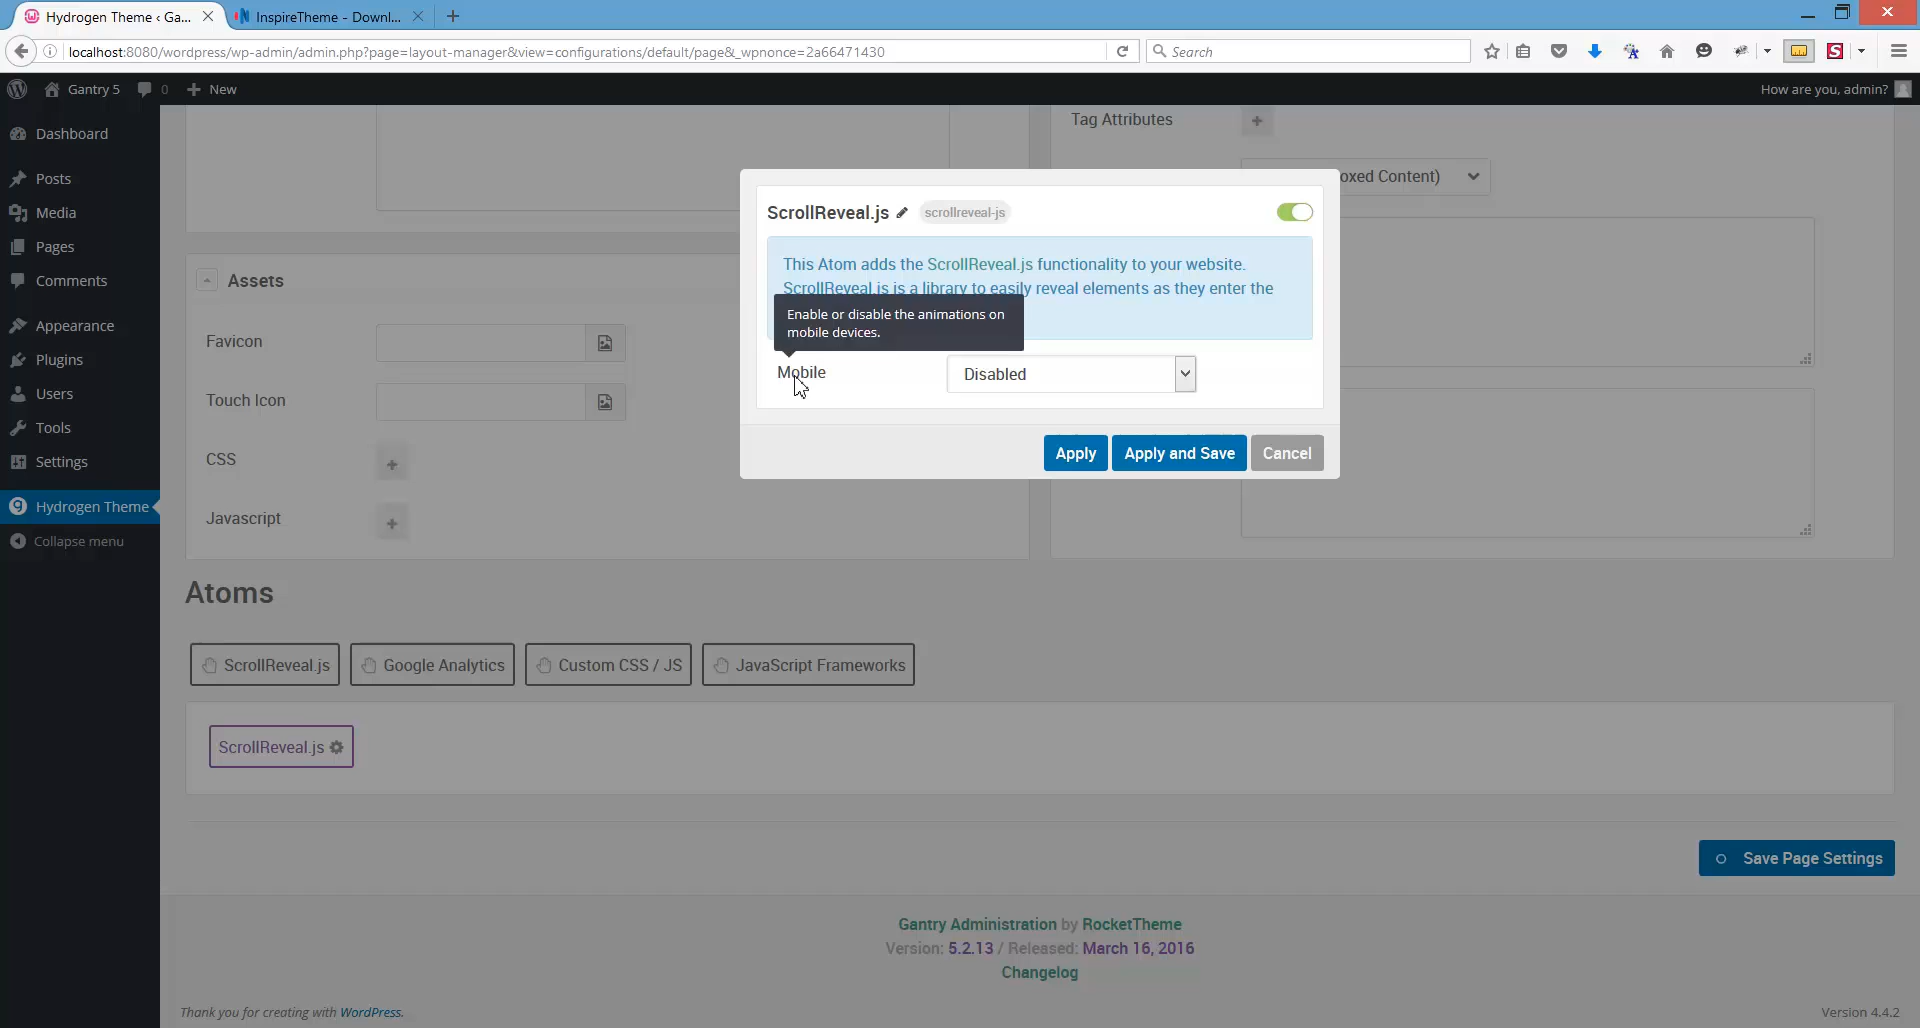 Hydrogen Theme ‹ Ga...
InspireTheme - Downl...
localhost:8080/wordpress/wp-admin/admin.php?page=layout-manager&view=configurations/default/page&_wpnonce=2a66471430
Search
Gantry 5
0
New
How are you, admin?
Dashboard
Posts
Media
Pages
Comments
Appearance
Plugins
Users
Tools
Settings
Hydrogen Theme
Collapse menu
Tag Attributes
oxed Content)
ScrollReveal.js
scrollreveal-js
This Atom adds the ScrollReveal.js functionality to your website.
ScrollReveal.js is a library to easily reveal elements as they enter the
Enable or disable the animations on
mobile devices.
Mobile
Disabled
Apply
Apply and Save
Cancel
Assets
Favicon
Touch Icon
CSS
Javascript
Atoms
ScrollReveal.js
Google Analytics
Custom CSS / JS
JavaScript Frameworks
ScrollReveal.js
Save Page Settings
Gantry Administration by RocketTheme
Version: 5.2.13 / Released: March 16, 2016
Changelog
Thank you for creating with WordPress.
Version 4.4.2